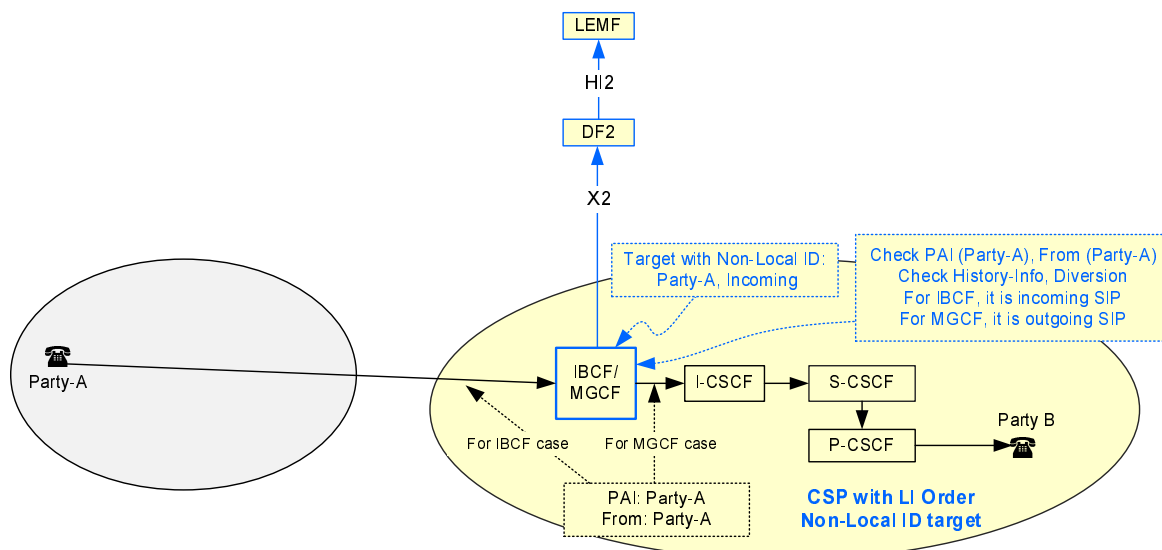 LEMF
HI2
DF2
X2
Target with Non-Local ID:
Party-A, Incoming
Check PAI (Party-A), From (Party-A)
Check History-Info, Diversion
For IBCF, it is incoming SIP
For MGCF, it is outgoing SIP
Party-A
IBCF/
MGCF
I-CSCF
S-CSCF
P-CSCF
Party B
For IBCF case
For MGCF case
PAI: Party-A
From: Party-A
CSP with LI Order
Non-Local ID target